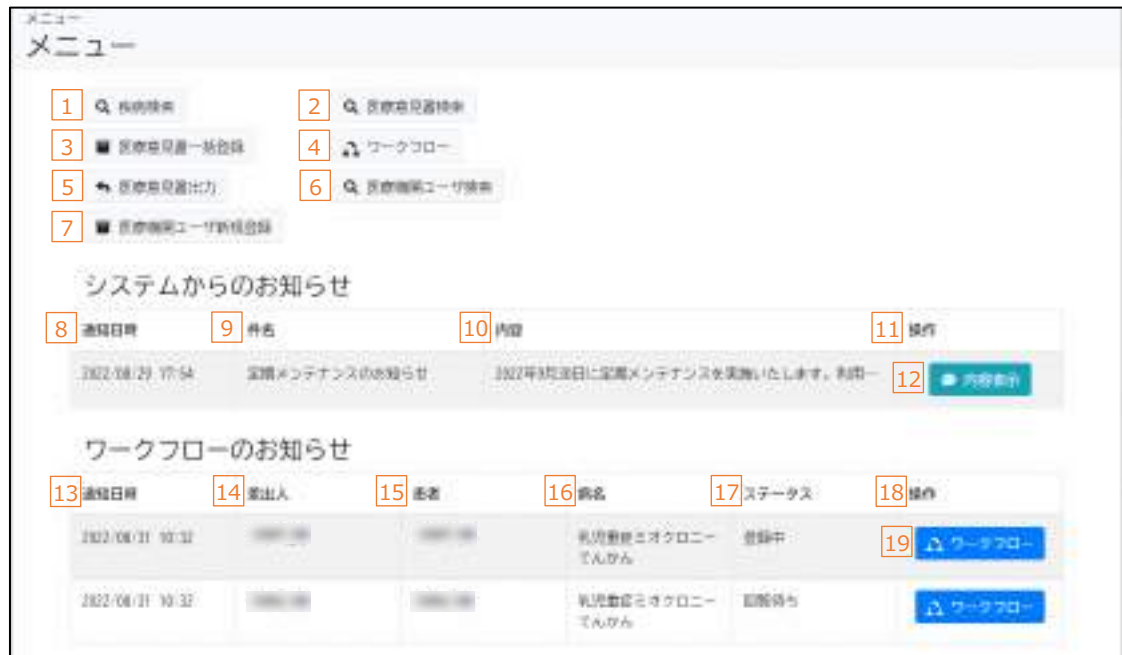 メニュー
メニュー
1 疾病検索 2 医療意見書検索
3 医療意見書一括登録 4 ワークフロー
5 医療意見書出力 6 医療機関ユーザ検索
7 医療機関ユーザ新規登録
システムからのお知らせ
8 通知日時 9 件名 10 内容 11 操作
2022/08/29 17:54 定期メンテナンスのお知らせ 2022年9月30日に定期メンテナンスを実施いたします。利用… 12 内容表示
ワークフローのお知らせ
13 通知日時 14 差出人 15 患者 16 病名 17 ステータス 18 操作
2022/08/31 10:32 乳児重症ミオクロニー 登録中 19 ワークフロー
てんかん
2022/08/31 10:32 乳児重症ミオクロニー 回答待ち ワークフロー
てんかん